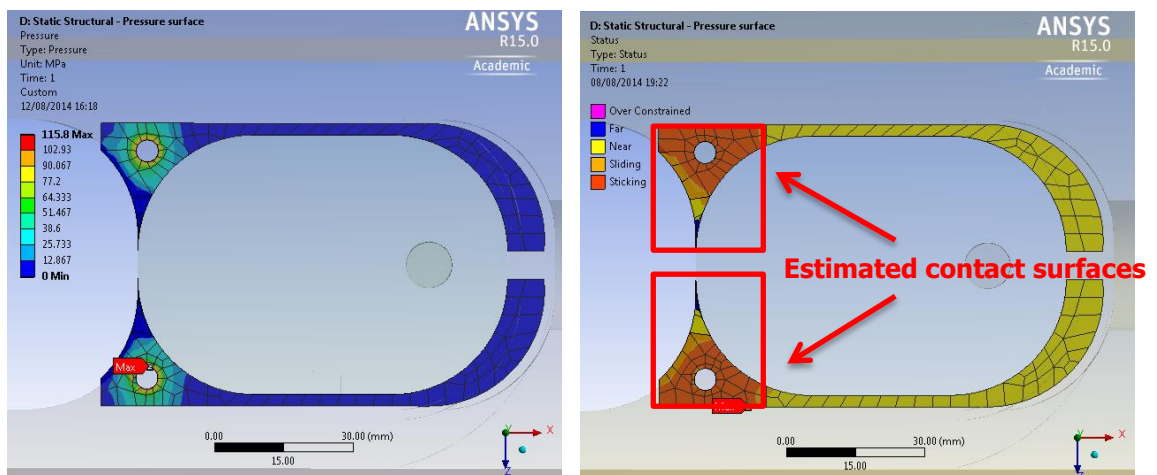 D: Static Structural - Pressure surface
Pressure
Type: Pressure
Unit: MPa
Time: 1
Custom
12/08/2014 16:18
115.8 Max
102.93
90.067
77.2
64.333
51.467
38.6
25.733
12.867
0 Min
ANSYS
R15.0
Academic
Max
0.00
30.00 (mm)
15.00
Y
X
Z
D: Static Structural - Pressure surface
Status
Type: Status
Time: 1
08/08/2014 19:22
Over Constrained
Far
Near
Sliding
Sticking
ANSYS
R15.0
Academic
Estimated contact surfaces
0.00
30.00 (mm)
15.00
Y
X
Z